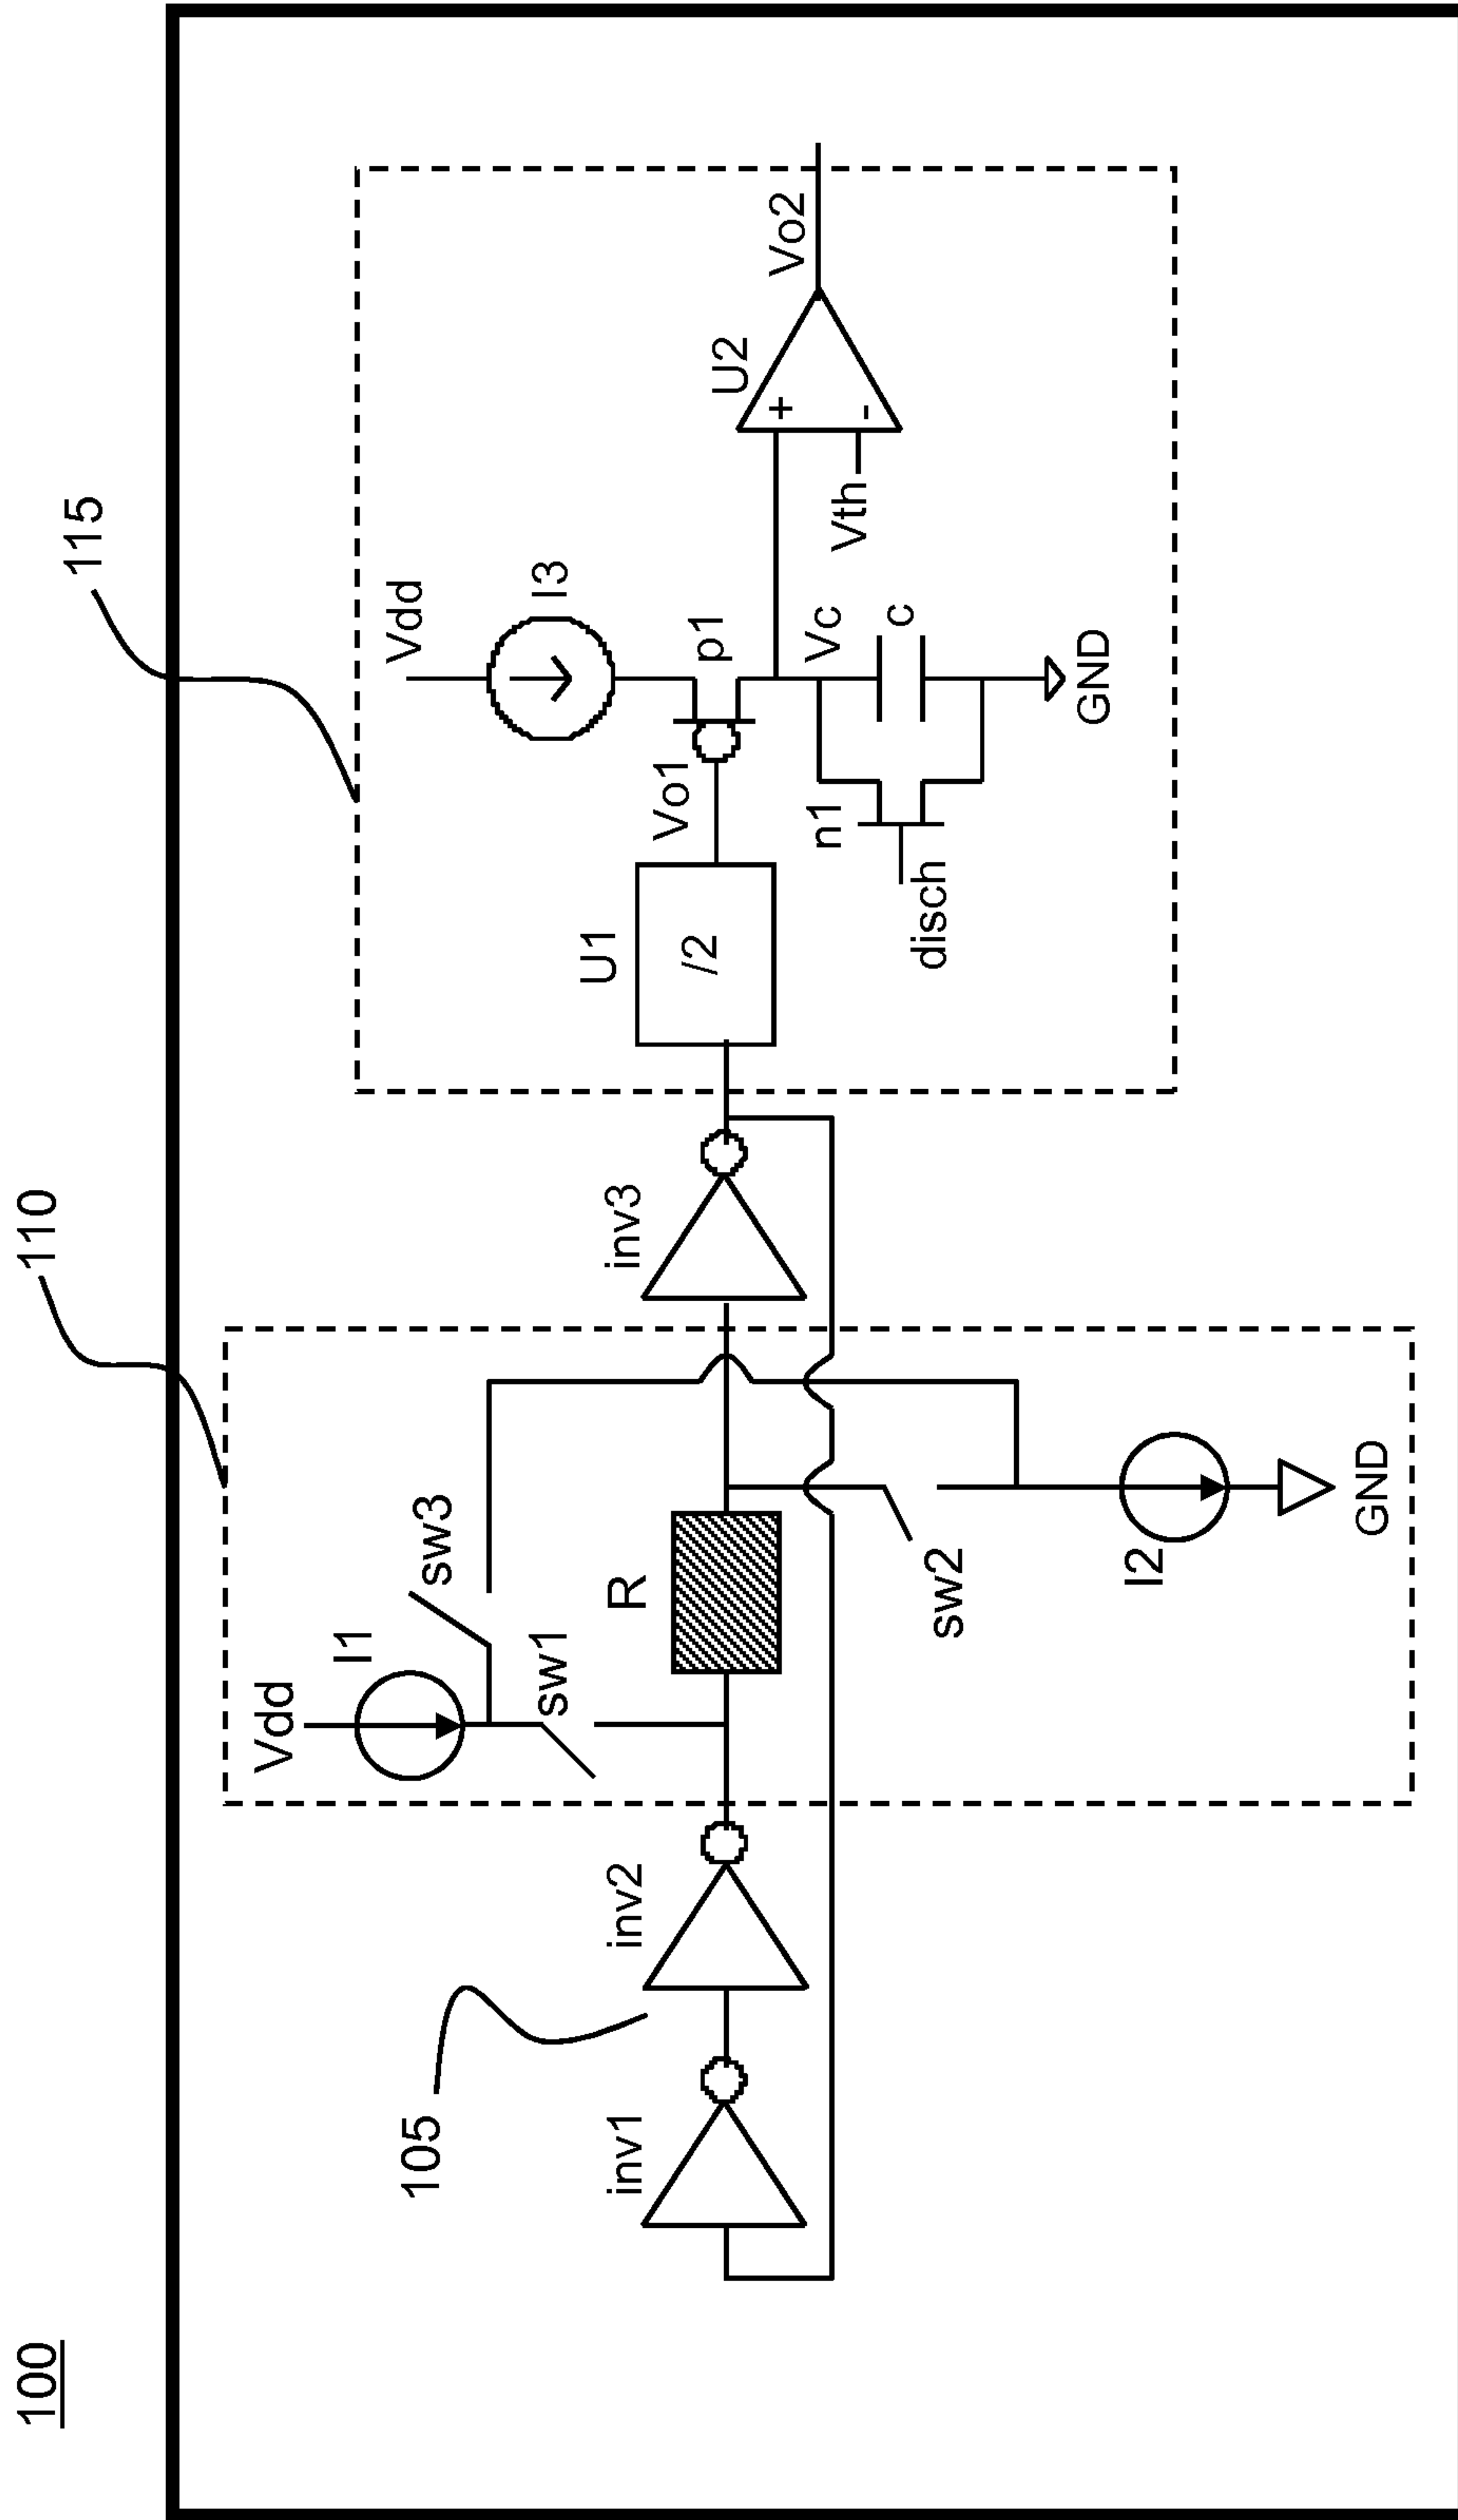 100
110
115
105
inv1
inv2
Vdd
I1
sw3
sw1
R
sw2
I2
GND
inv3
U1
/2
Vo1
Vdd
I3
p1
n1
disch
Vc
c
GND
Vth
U2
+
-
Vo2